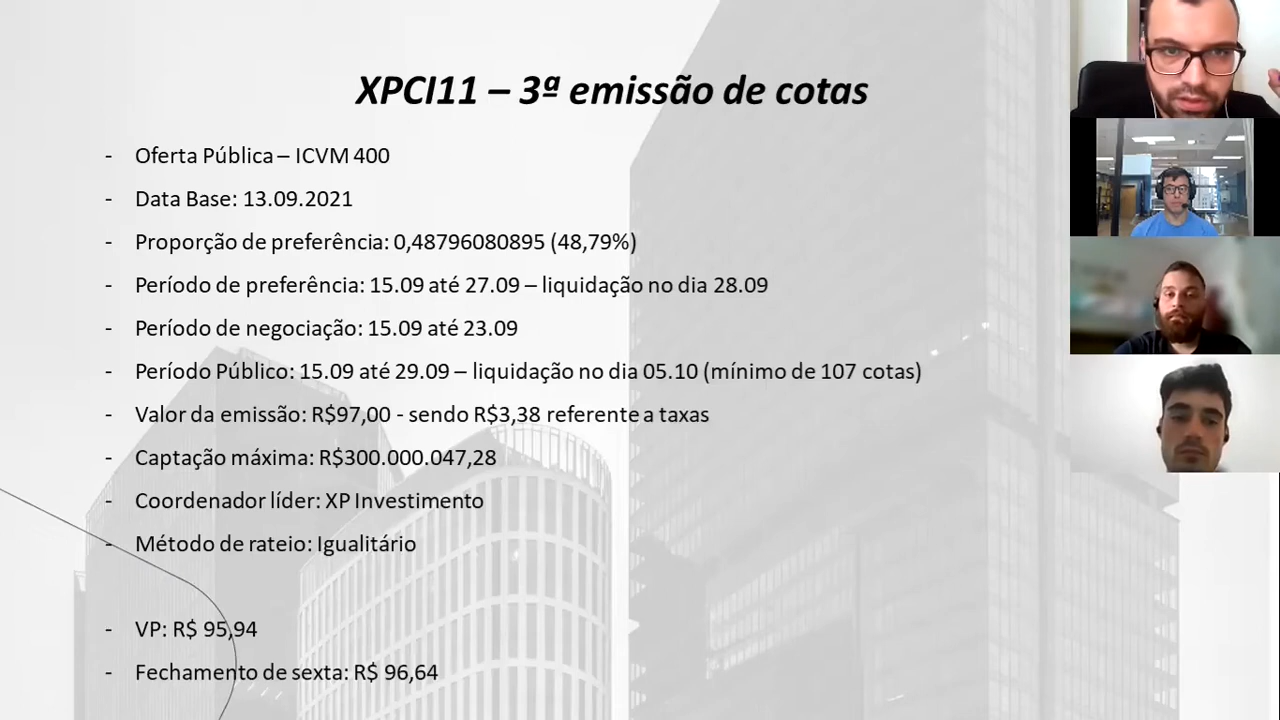 XPCI11 – 3ª emissão de cotas
- Oferta Pública – ICVM 400
- Data Base: 13.09.2021
- Proporção de preferência: 0,48796080895 (48,79%)
- Período de preferência: 15.09 até 27.09 – liquidação no dia 28.09
- Período de negociação: 15.09 até 23.09
- Período Público: 15.09 até 29.09 – liquidação no dia 05.10 (mínimo de 107 cotas)
- Valor da emissão: R$97,00 - sendo R$3,38 referente a taxas
- Captação máxima: R$300.000.047,28
- Coordenador líder: XP Investimento
- Método de rateio: Igualitário
- VP: R$ 95,94
- Fechamento de sexta: R$ 96,64